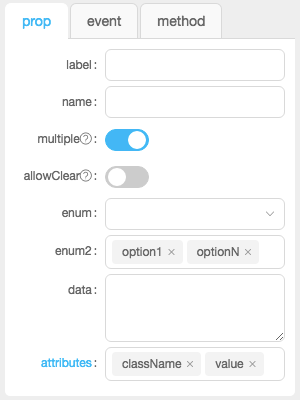 prop event method
label:
name:
multiple?:
allowClear?:
enum:
enum2: option1 × optionN ×
data:
attributes: className × value ×